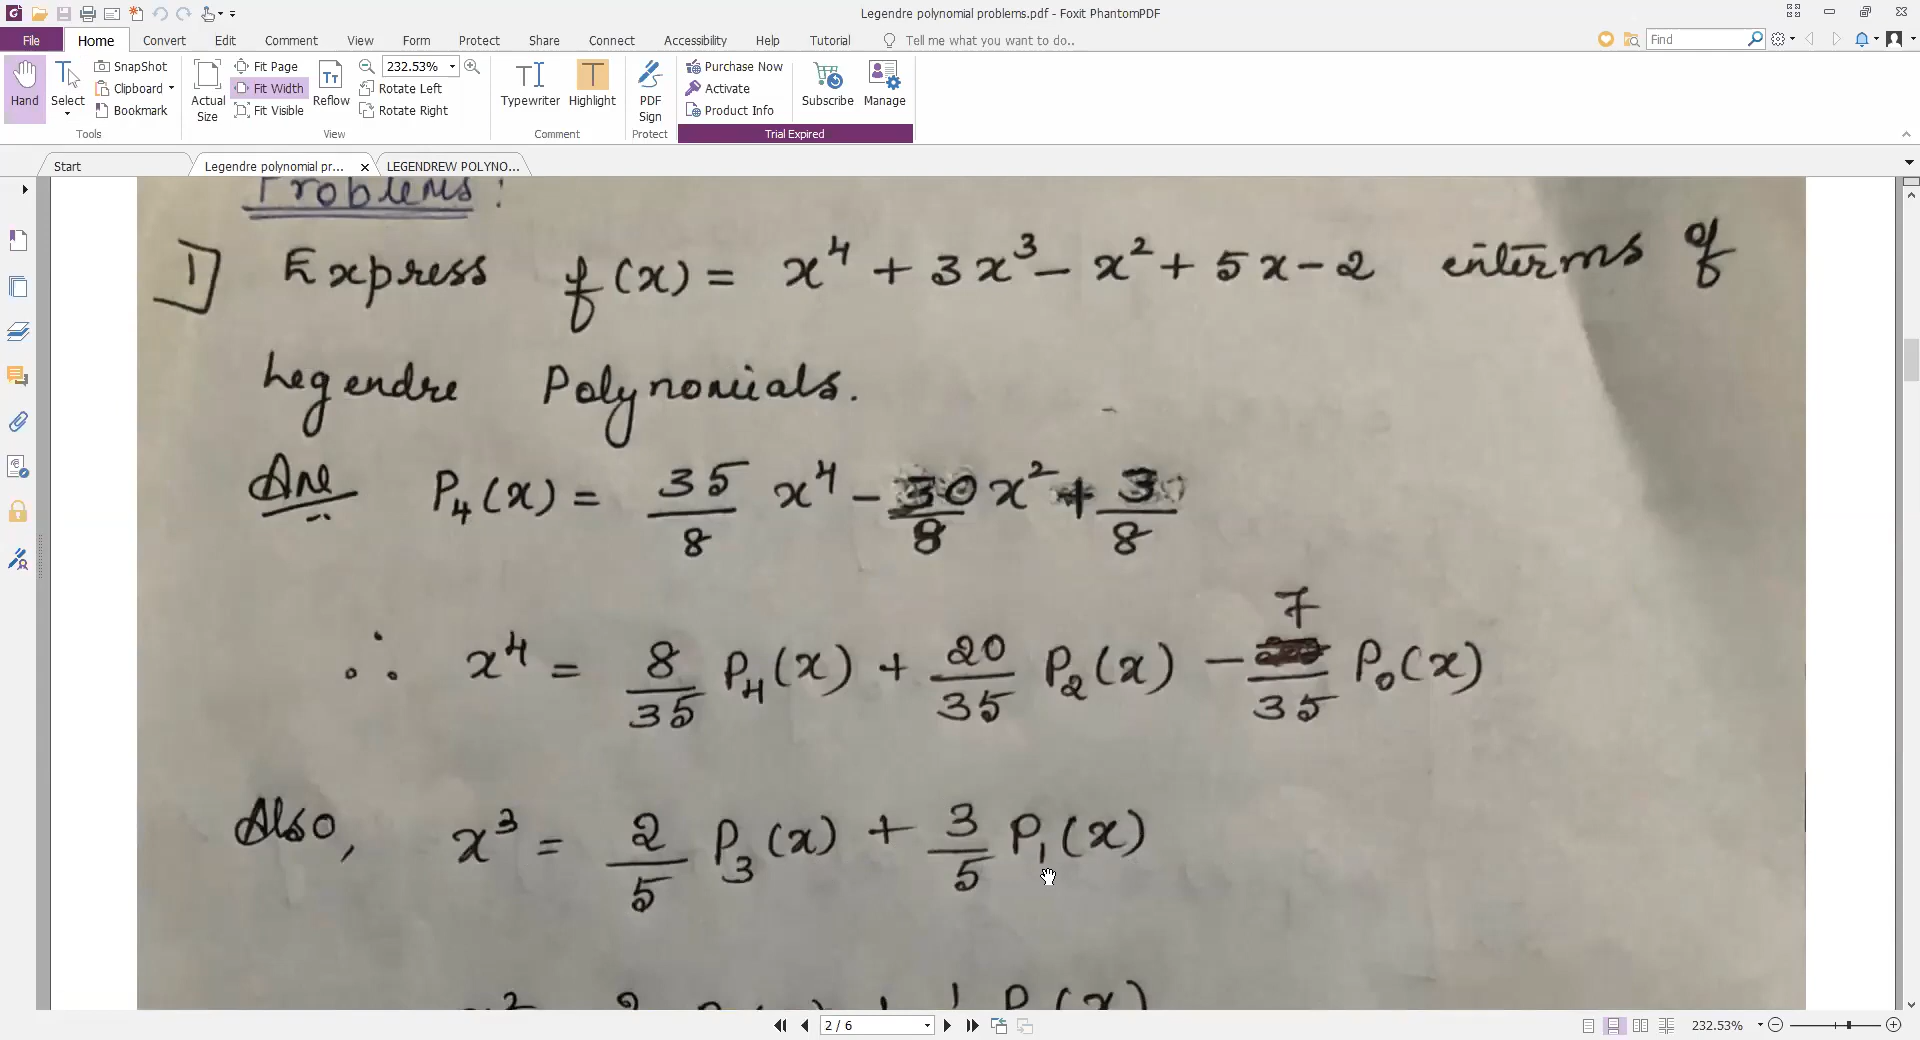 Legendre polynomial problems.pdf - Foxit PhantomPDF
File Home Convert Edit Comment View Form Protect Share Connect Accessibility Help Tutorial Tell me what you want to do.. Find
Hand Select SnapShot Clipboard Bookmark
Actual Size Fit Page Fit Width Fit Visible Reflow 232.53% Rotate Left Rotate Right
Typewriter Highlight PDF Sign Purchase Now Activate Product Info Subscribe Manage
Tools View Comment Protect Trial Expired
Start Legendre polynomial pr... x LEGENDREW POLYNO...
Problems:
1] Express f(x) = x⁴ + 3x³ - x² + 5x - 2 interms of
Legendre Polynomials.
Ans P₄(x) = 35/8 x⁴ - 30/8 x² + 3/8
∴ x⁴ = 8/35 P₄(x) + 20/35 P₂(x) - 7/35 P₀(x)
Also, x³ = 2/5 P₃(x) + 3/5 P₁(x)
2 / 6 232.53%